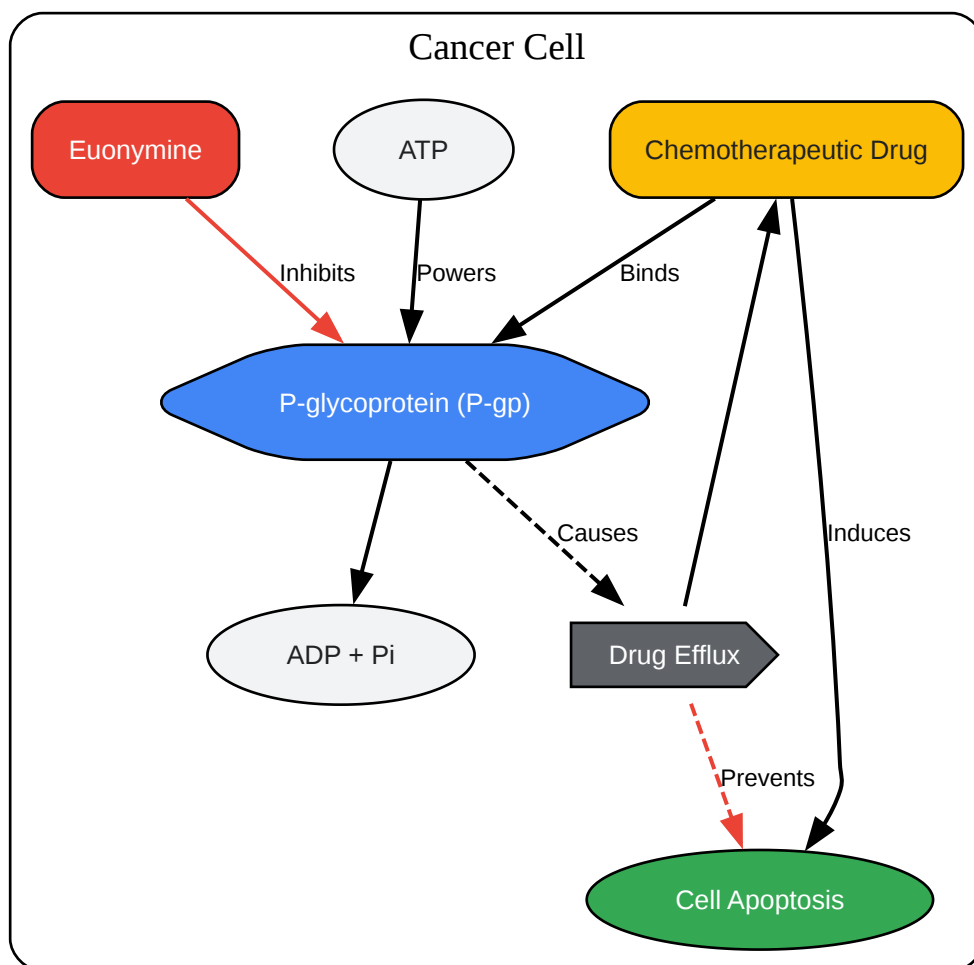 Cancer Cell
Euonymine
ATP
Chemotherapeutic Drug
Inhibits
Powers
Binds
P-glycoprotein (P-gp)
Causes
Induces
ADP + Pi
Drug Efflux
Prevents
Cell Apoptosis